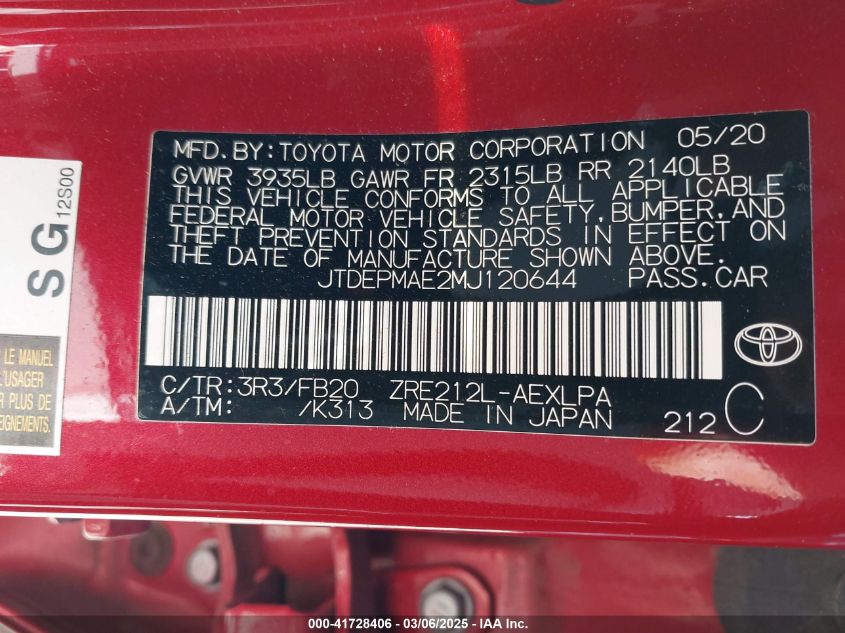 MFD.BY:TOYOTA MOTOR CORPORATION 05/20
GVWR 3935LB GAWR FR 2315LB RR 2140LB
THIS VEHICLE CONFORMS TO ALL APPLICABLE
FEDERAL MOTOR VEHICLE SAFETY,BUMPER,AND
THEFT PREVENTION STANDARDS IN EFFECT ON
THE DATE OF MANUFACTURE SHOWN ABOVE.
JTDEPMAE2MJ120644 PASS.CAR
C/TR:3R3/FB20 ZRE212L-AEXLPA
A/TM: /K313 MADE IN JAPAN
212 C
SG
12S00
LE MANUEL
L'USAGER
PLUS DE
EIGNEMENTS.
000-41728406 - 03/06/2025 - IAA Inc.